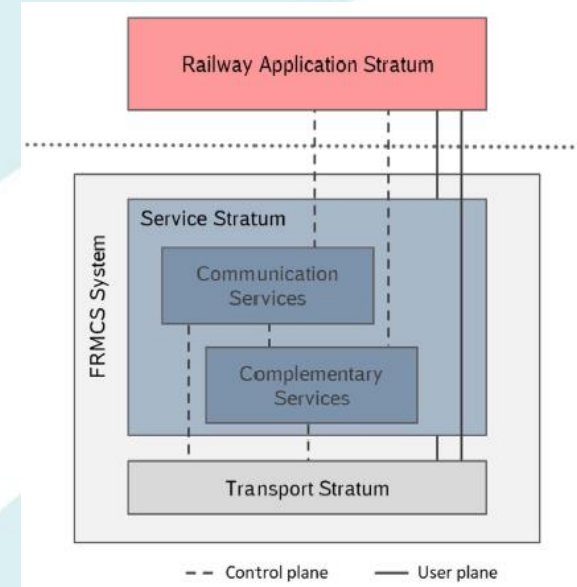 Railway Application Stratum
FRMCS System
Service Stratum
Communication
Services
Complementary
Services
Transport Stratum
Control plane
User plane